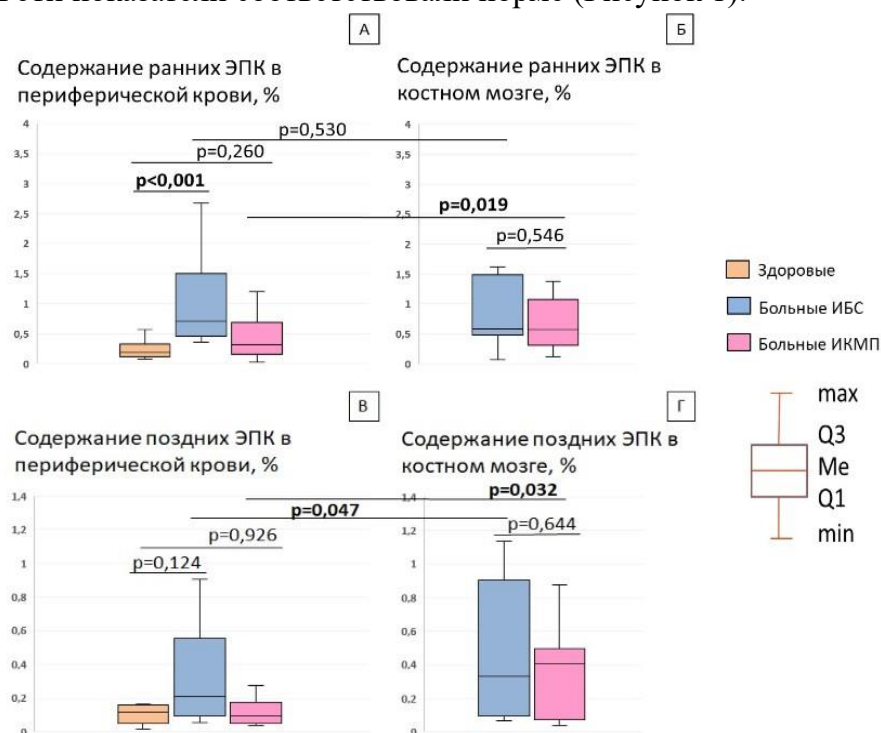 показатели соответствовали норме (Рисунок 1).
А
Б
Содержание ранних ЭПК в
периферической крови, %
Содержание ранних ЭПК в
костном мозге, %
4
3,5
3
2,5
2
1,5
1
0,5
0
p=0,530
p=0,260
p<0,001
4
3,5
3
2,5
2
1,5
1
0,5
0
p=0,019
p=0,546
Здоровые
Больные ИБС
Больные ИКМП
В
Г
Содержание поздних ЭПК в
периферической крови, %
Содержание поздних ЭПК в
костном мозге, %
1,4
1,2
1
0,8
0,6
0,4
0,2
0
p=0,047
p=0,926
p=0,124
1,4
1,2
1
0,8
0,6
0,4
0,2
0
p=0,032
p=0,644
max
Q3
Me
Q1
min